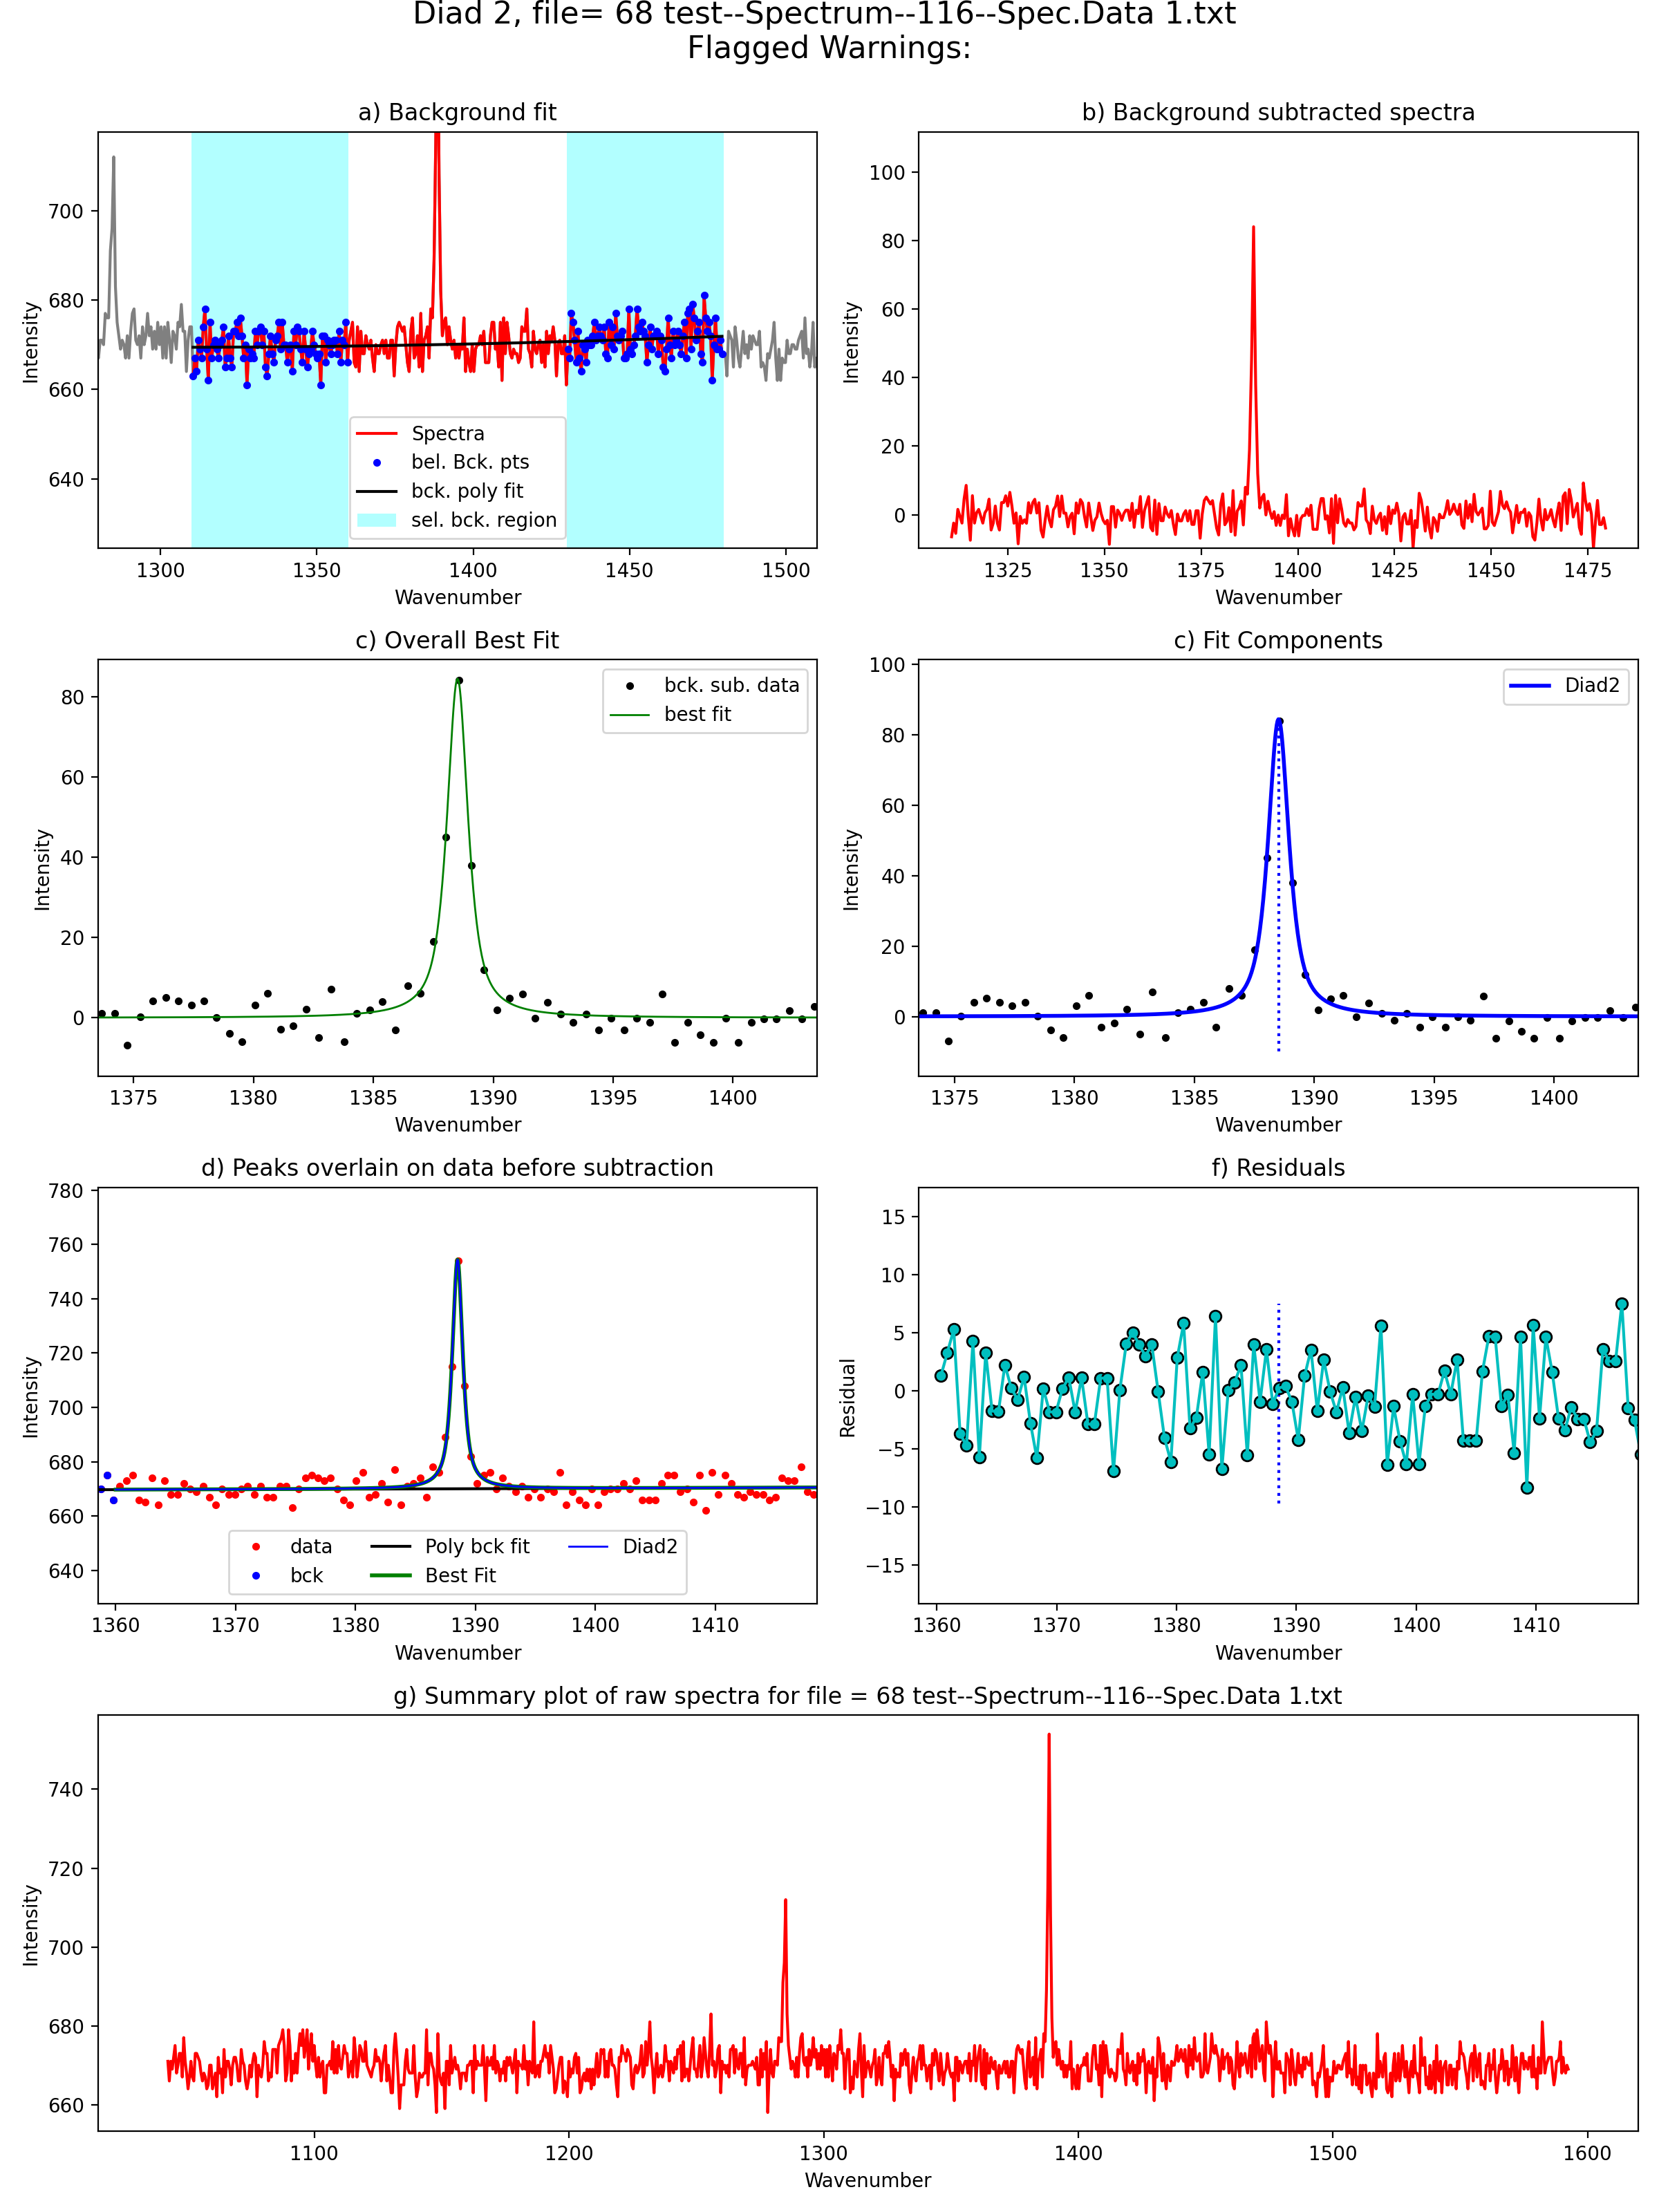 Diad 2, file= 68 test--Spectrum--116--Spec.Data 1.txt
Flagged Warnings:
a) Background fit
Intensity
700
680
660
640
Spectra
bel. Bck. pts
bck. poly fit
sel. bck. region
1300 1350 1400 1450 1500
Wavenumber
b) Background subtracted spectra
Intensity
100
80
60
40
20
0
1325 1350 1375 1400 1425 1450 1475
Wavenumber
c) Overall Best Fit
Intensity
80
60
40
20
0
bck. sub. data
best fit
1375 1380 1385 1390 1395 1400
Wavenumber
c) Fit Components
Intensity
100
80
60
40
20
0
Diad2
1375 1380 1385 1390 1395 1400
Wavenumber
d) Peaks overlain on data before subtraction
Intensity
780
760
740
720
700
680
660
640
data Poly bck fit Diad2
bck Best Fit
1360 1370 1380 1390 1400 1410
Wavenumber
f) Residuals
Residual
15
10
5
0
−5
−10
−15
1360 1370 1380 1390 1400 1410
Wavenumber
g) Summary plot of raw spectra for file = 68 test--Spectrum--116--Spec.Data 1.txt
Intensity
740
720
700
680
660
1100 1200 1300 1400 1500 1600
Wavenumber